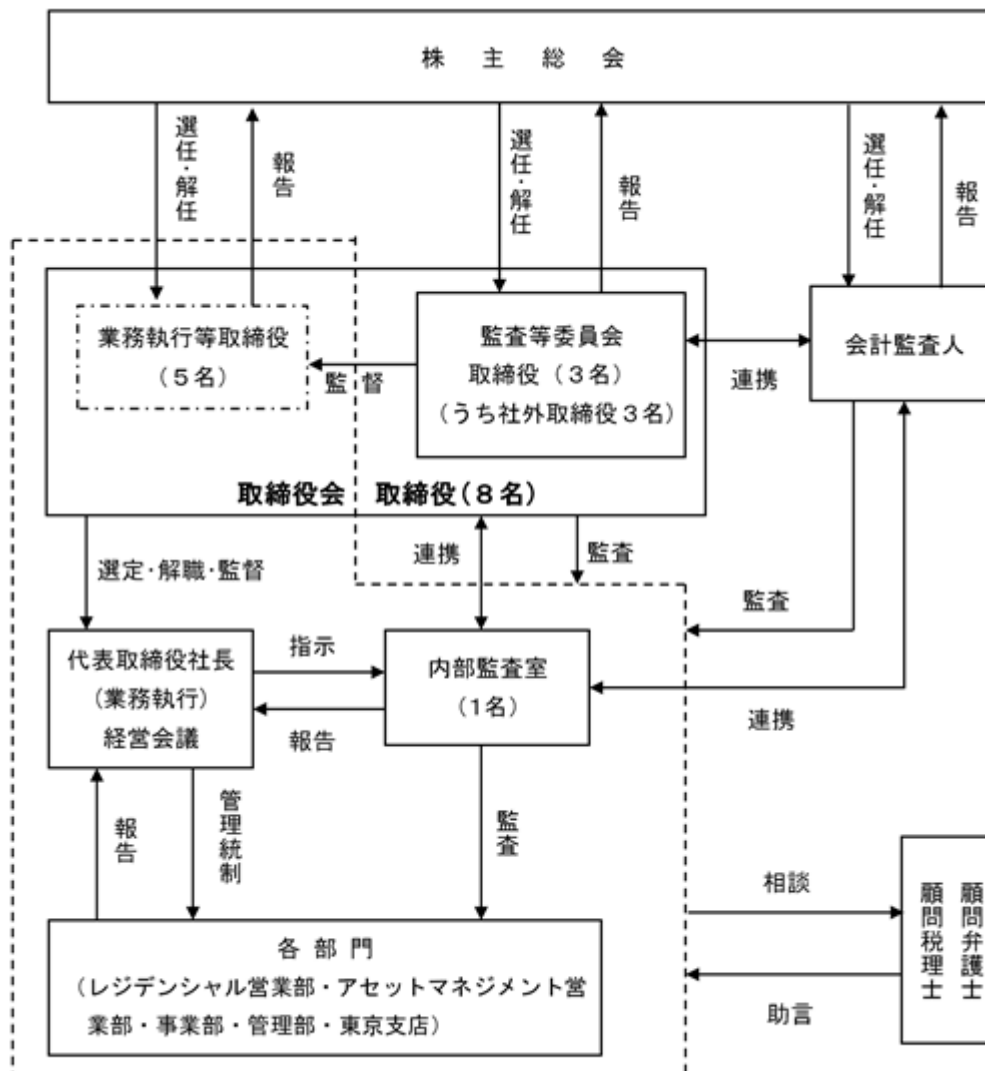 株主総会
選任・解任
報告
選任・解任
報告
選任・解任
報告
業務執行等取締役
(5名)
監督
監査等委員会
取締役(3名)
(うち社外取締役3名)
連携
会計監査人
取締役会 取締役(8名)
選定・解職・監督
連携
監査
監査
代表取締役社長
(業務執行)
経営会議
指示
報告
内部監査室
(1名)
連携
報告
管理統制
監査
相談
助言
顧問弁護士
顧問税理士
各部門
(レジデンシャル営業部・アセットマネジメント営
業部・事業部・管理部・東京支店)